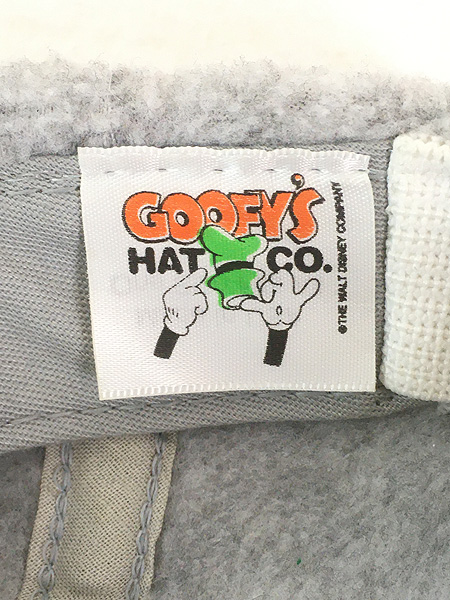 GOOFY'S
HAT CO.
©THE WALT DISNEY COMPANY